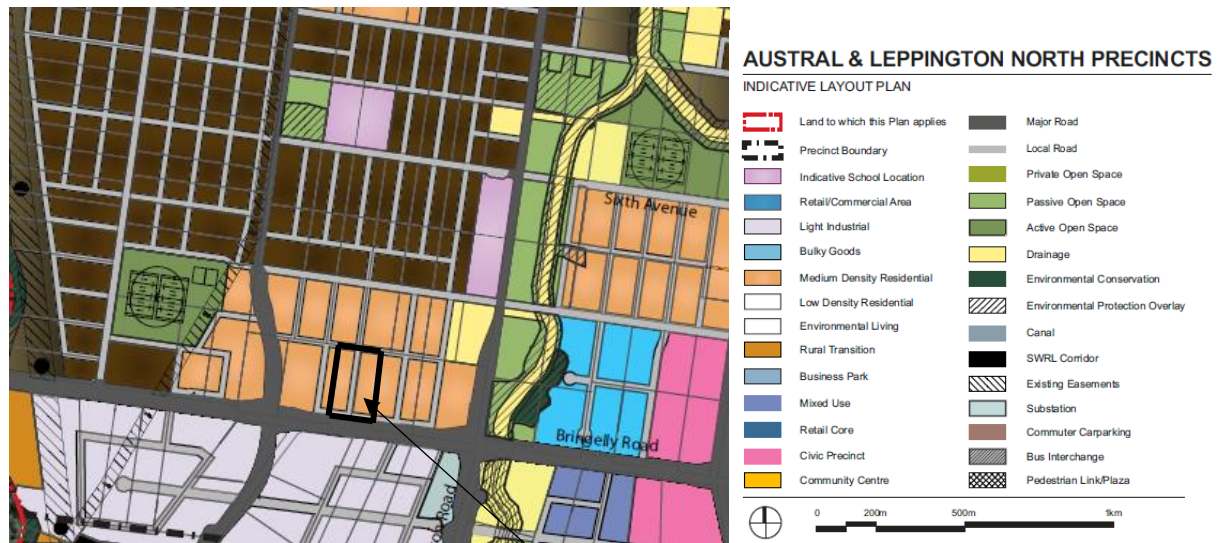 Sixth Avenue
Bringelly Road
Road
AUSTRAL & LEPPINGTON NORTH PRECINCTS
INDICATIVE LAYOUT PLAN
Land to which this Plan applies
Precinct Boundary
Indicative School Location
Retail/Commercial Area
Light Industrial
Bulky Goods
Medium Density Residential
Low Density Residential
Environmental Living
Rural Transition
Business Park
Mixed Use
Retail Core
Civic Precinct
Community Centre
Major Road
Local Road
Private Open Space
Passive Open Space
Active Open Space
Drainage
Environmental Conservation
Environmental Protection Overlay
Canal
SWRL Corridor
Existing Easements
Substation
Commuter Carparking
Bus Interchange
Pedestrian Link/Plaza
0 200m 500m 1km